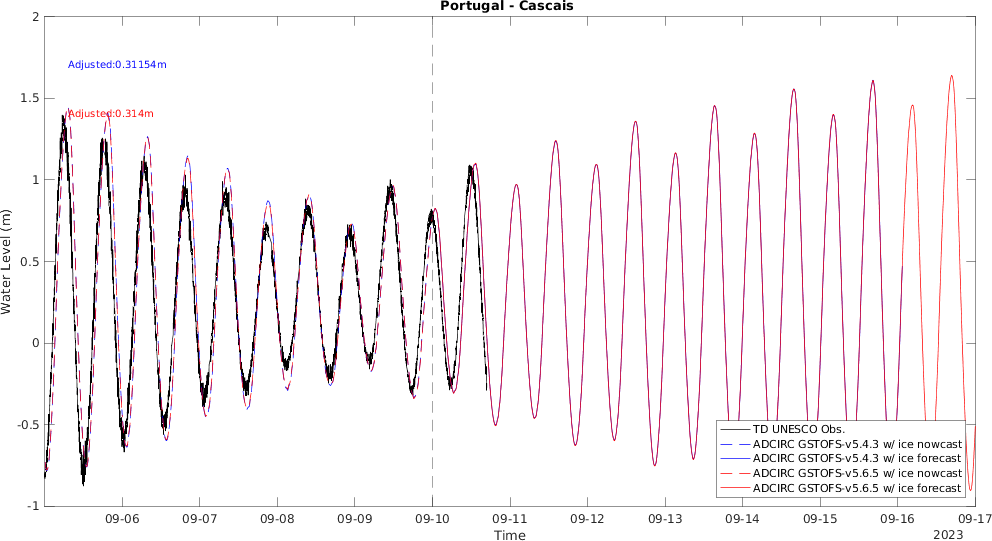 Portugal - Cascais
2
1.5
1
0.5
0
-0.5
-1
Water Level (m)
Adjusted:0.31154m
Adjusted:0.314m
TD UNESCO Obs.
ADCIRC GSTOFS-v5.4.3 w/ ice nowcast
ADCIRC GSTOFS-v5.4.3 w/ ice forecast
ADCIRC GSTOFS-v5.6.5 w/ ice nowcast
ADCIRC GSTOFS-v5.6.5 w/ ice forecast
09-06 09-07 09-08 09-09 09-10 09-11 09-12 09-13 09-14 09-15 09-16 09-17
Time
2023